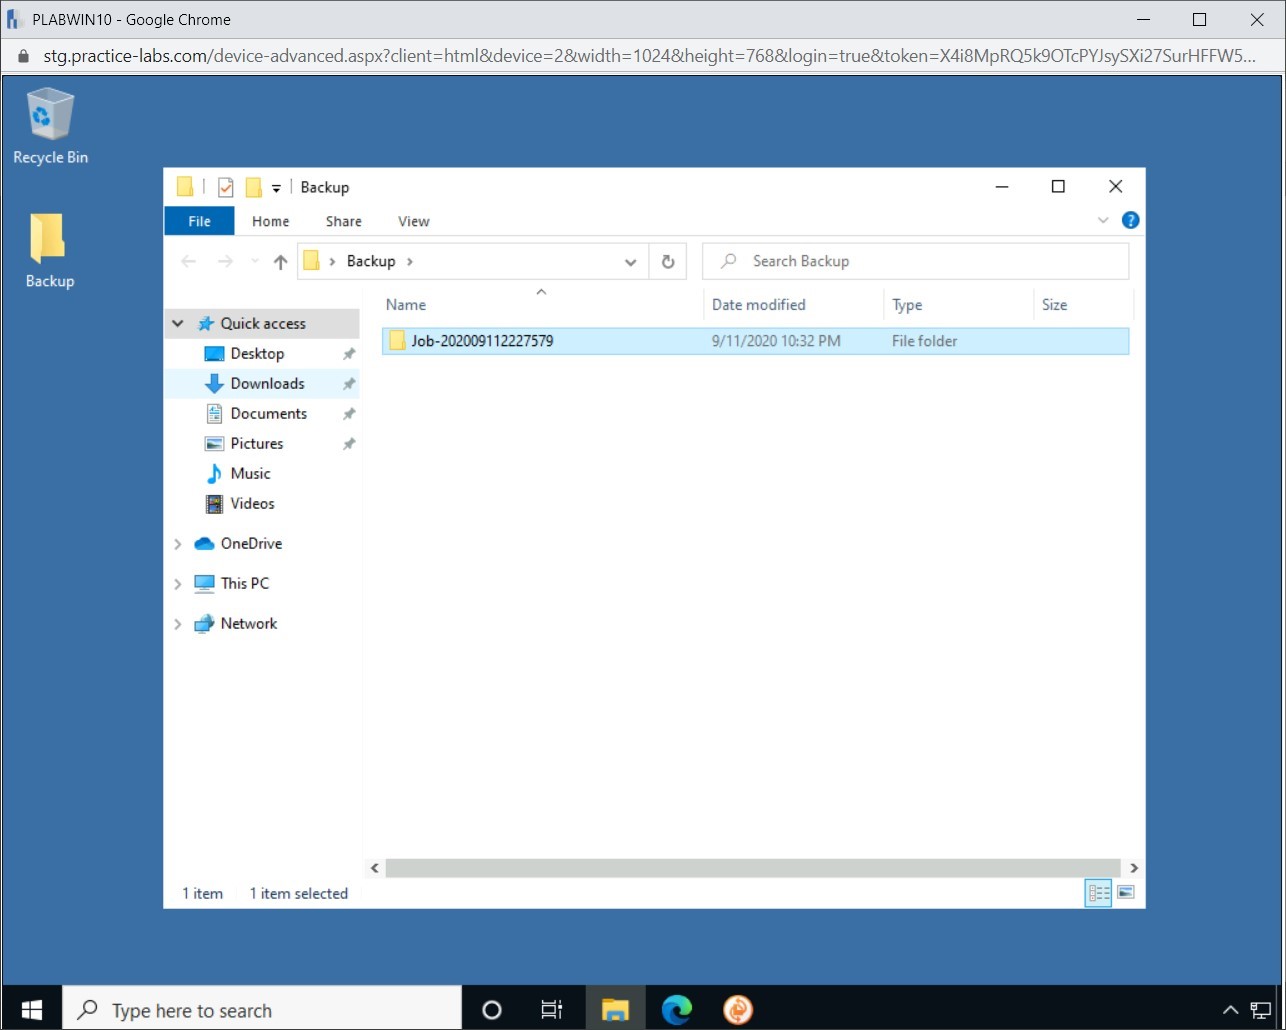 PLABWIN10 - Google Chrome
stg.practice-labs.com/device-advanced.aspx?client=html&device=2&width=1024&height=768&login=true&token=X4i8MpRQ5k9OTcPYJsySXi27SurHFFW5...
Recycle Bin
Backup
Backup
File Home Share View
Backup
Search Backup
Name Date modified Type Size
Job-202009112227579 9/11/2020 10:32 PM File folder
Quick access
Desktop
Downloads
Documents
Pictures
Music
Videos
OneDrive
This PC
Network
1 item 1 item selected
Type here to search